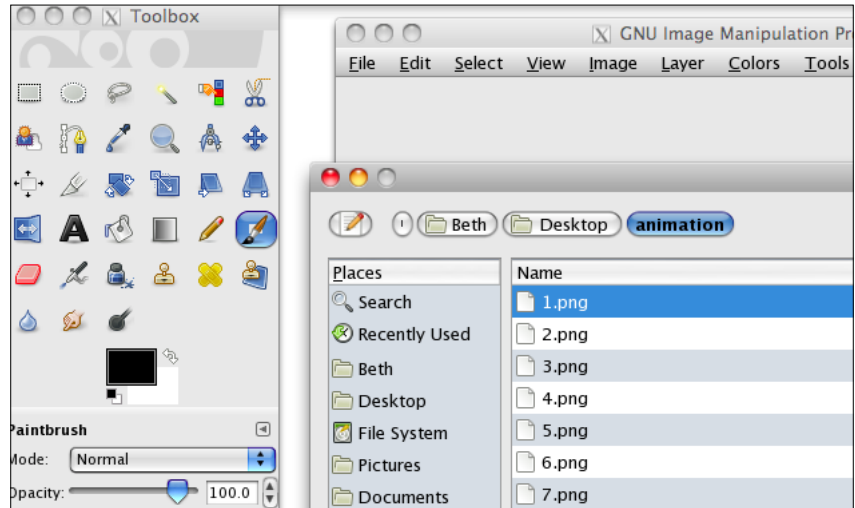 Toolbox
GNU Image Manipulation Pr
File Edit Select View Image Layer Colors Tools
Beth Desktop animation
Places
Search
Recently Used
Beth
Desktop
File System
Pictures
Documents
Name
1.png
2.png
3.png
4.png
5.png
6.png
7.png
Paintbrush
Mode: Normal
Opacity: 100.0